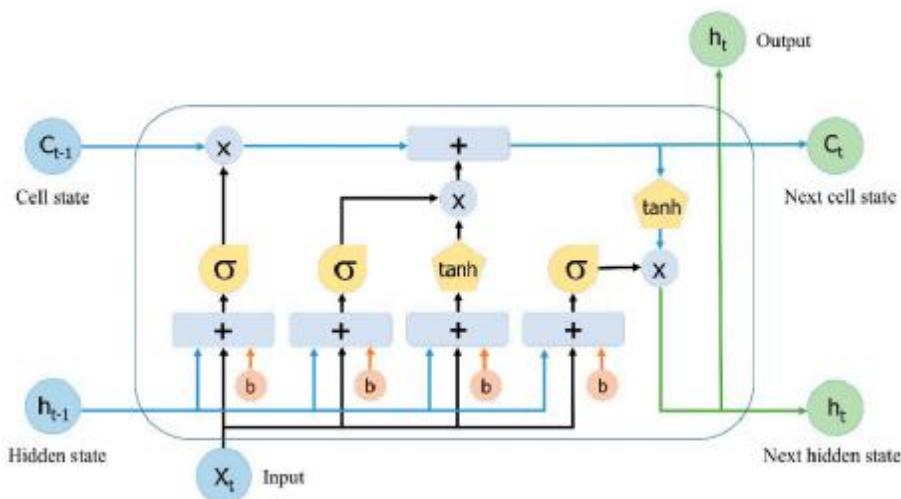 hₜ Output
Cₜ₋₁ x + Cₜ
Cell state Next cell state
x tanh
σ σ tanh σ x
+ + + +
b b b b
hₜ₋₁ hₜ
Hidden state Next hidden state
Xₜ Input